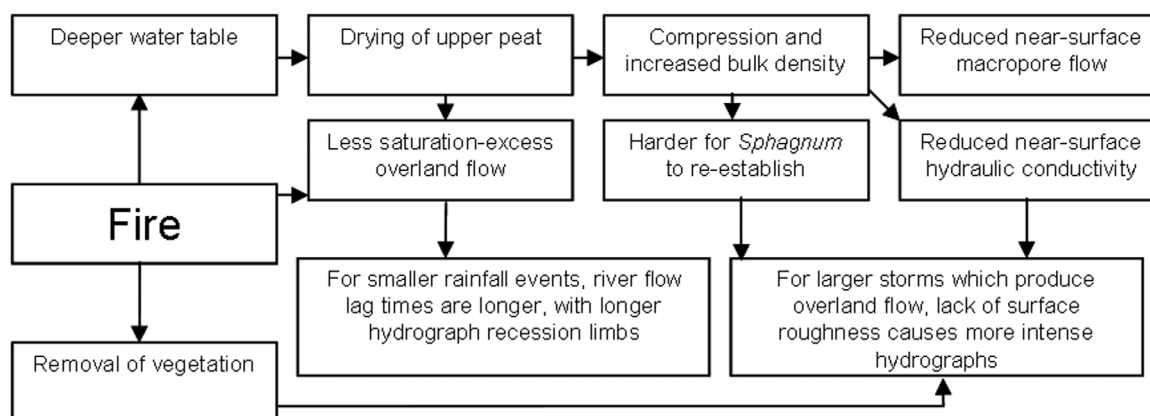 Deeper water table
Drying of upper peat
Compression and
increased bulk density
Reduced near-surface
macropore flow
Less saturation-excess
overland flow
Harder for Sphagnum
to re-establish
Reduced near-surface
hydraulic conductivity
Fire
For smaller rainfall events, river flow
lag times are longer, with longer
hydrograph recession limbs
For larger storms which produce
overland flow, lack of surface
roughness causes more intense
hydrographs
Removal of vegetation